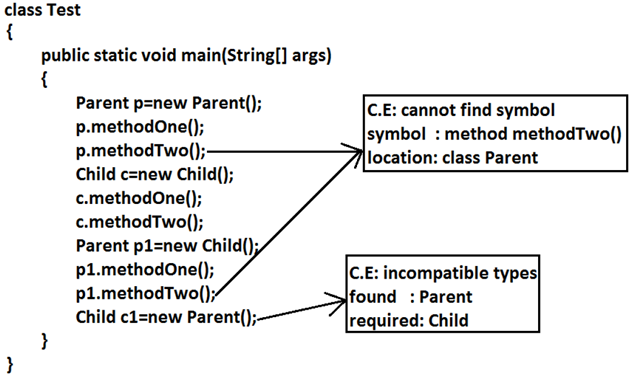 class Test
{
public static void main(String[] args)
{
Parent p=new Parent();
p.methodOne();
p.methodTwo();
Child c=new Child();
c.methodOne();
c.methodTwo();
Parent p1=new Child();
p1.methodOne();
p1.methodTwo();
Child c1=new Parent();
}
}
C.E: cannot find symbol
symbol : method methodTwo()
location: class Parent
C.E: incompatible types
found : Parent
required: Child